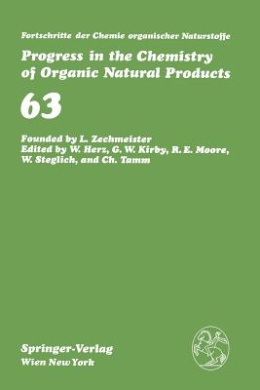 Fortschritte der Chemie organischer Naturstoffe
Progress in the Chemistry
of Organic Natural Products
63
Founded by L. Zechmeister
Edited by W. Herz, G. W. Kirby, R. E. Moore,
W. Steglich, and Ch. Tamm
Springer-Verlag
Wien New York